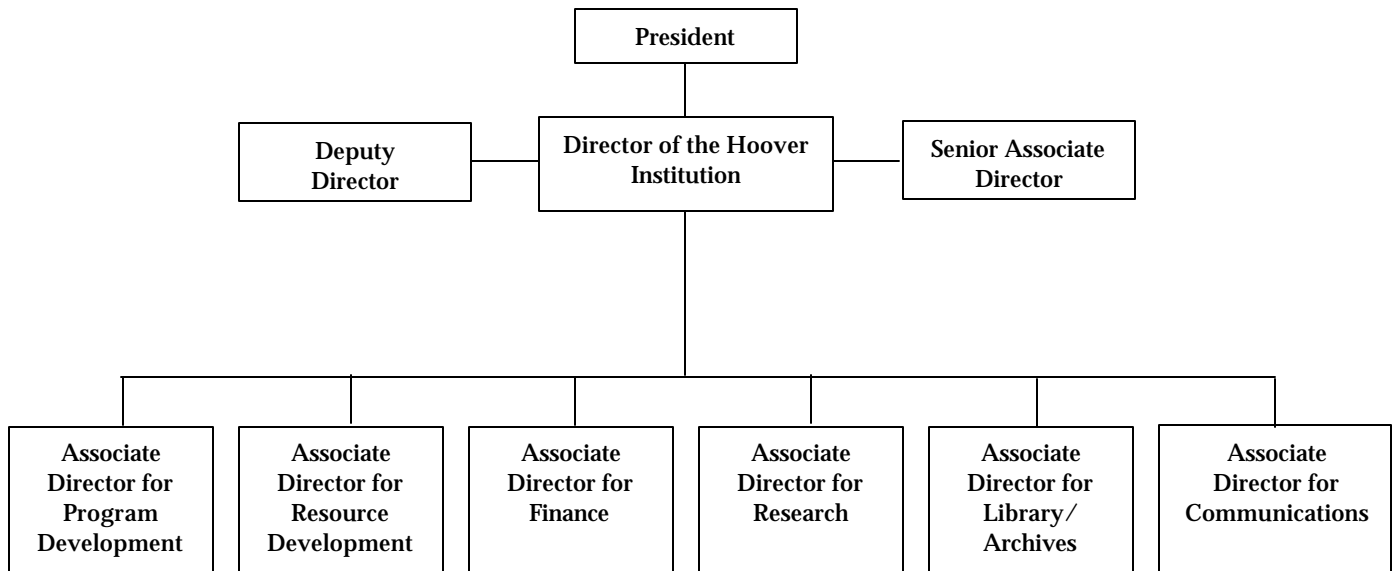 President
Deputy
Director
Director of the Hoover
Institution
Senior Associate
Director
Associate
Director for
Program
Development
Associate
Director for
Resource
Development
Associate
Director for
Finance
Associate
Director for
Research
Associate
Director for
Library/
Archives
Associate
Director for
Communications